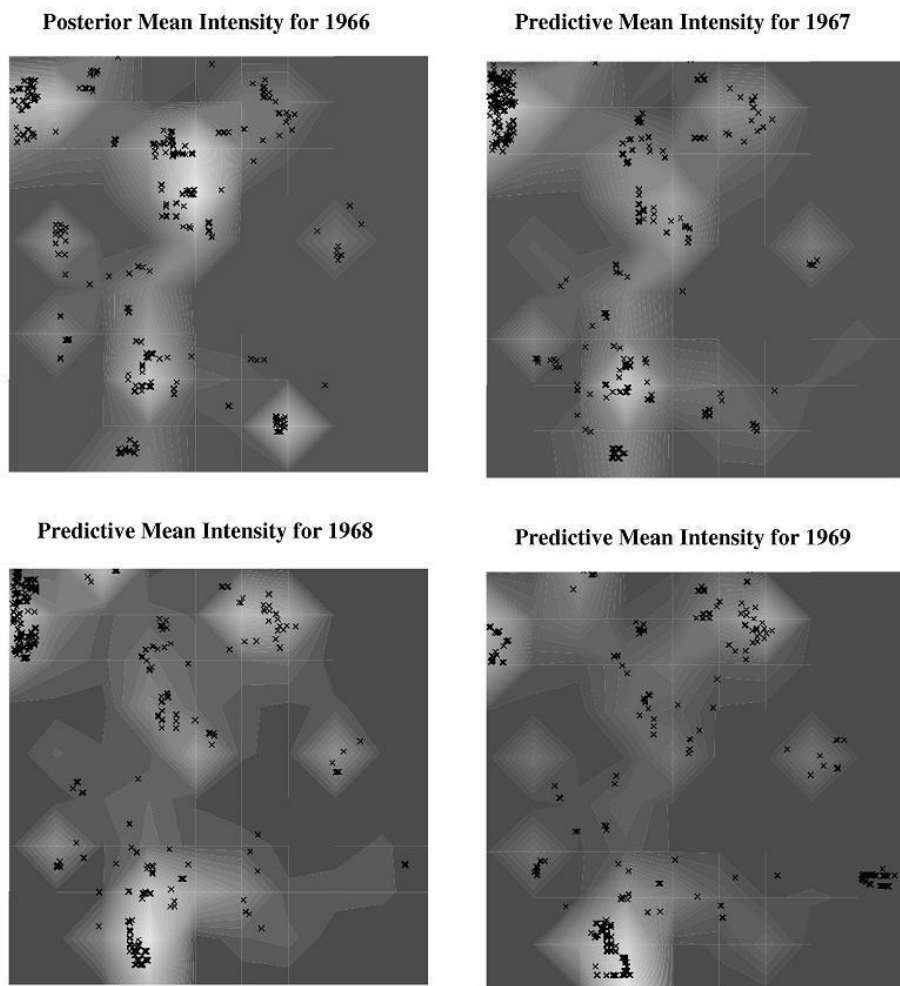 Posterior Mean Intensity for 1966
Predictive Mean Intensity for 1967
Predictive Mean Intensity for 1968
Predictive Mean Intensity for 1969